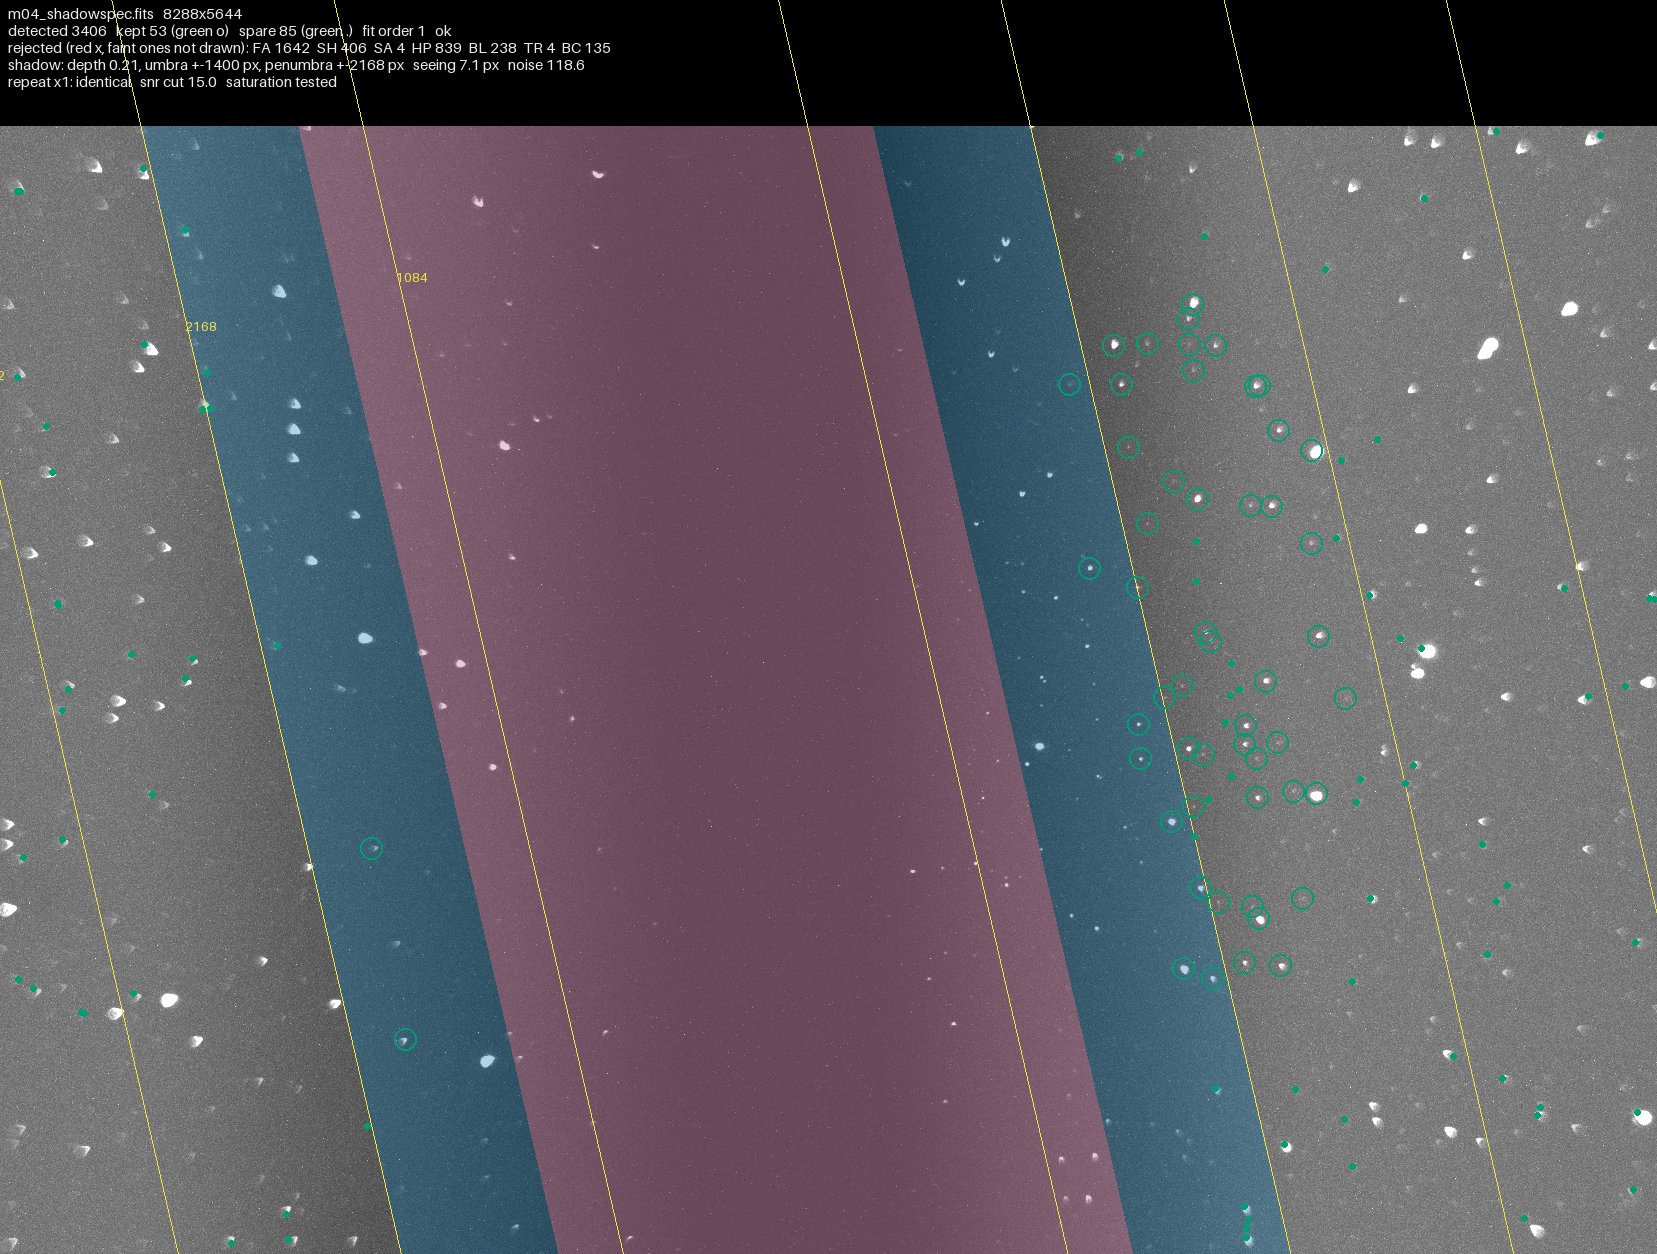 m04_shadowspec.fits 8288x5644
detected 3406 kept 53 (green o) spare 85 (green .) fit order 1 ok
rejected (red x, faint ones not drawn): FA 1642 SH 406 SA 4 HP 839 BL 238 TR 4 BC 135
shadow: depth 0.21, umbra +-1400 px, penumbra +-2168 px seeing 7.1 px noise 118.6
repeat x1: identical snr cut 15.0 saturation tested
1084
2168
2